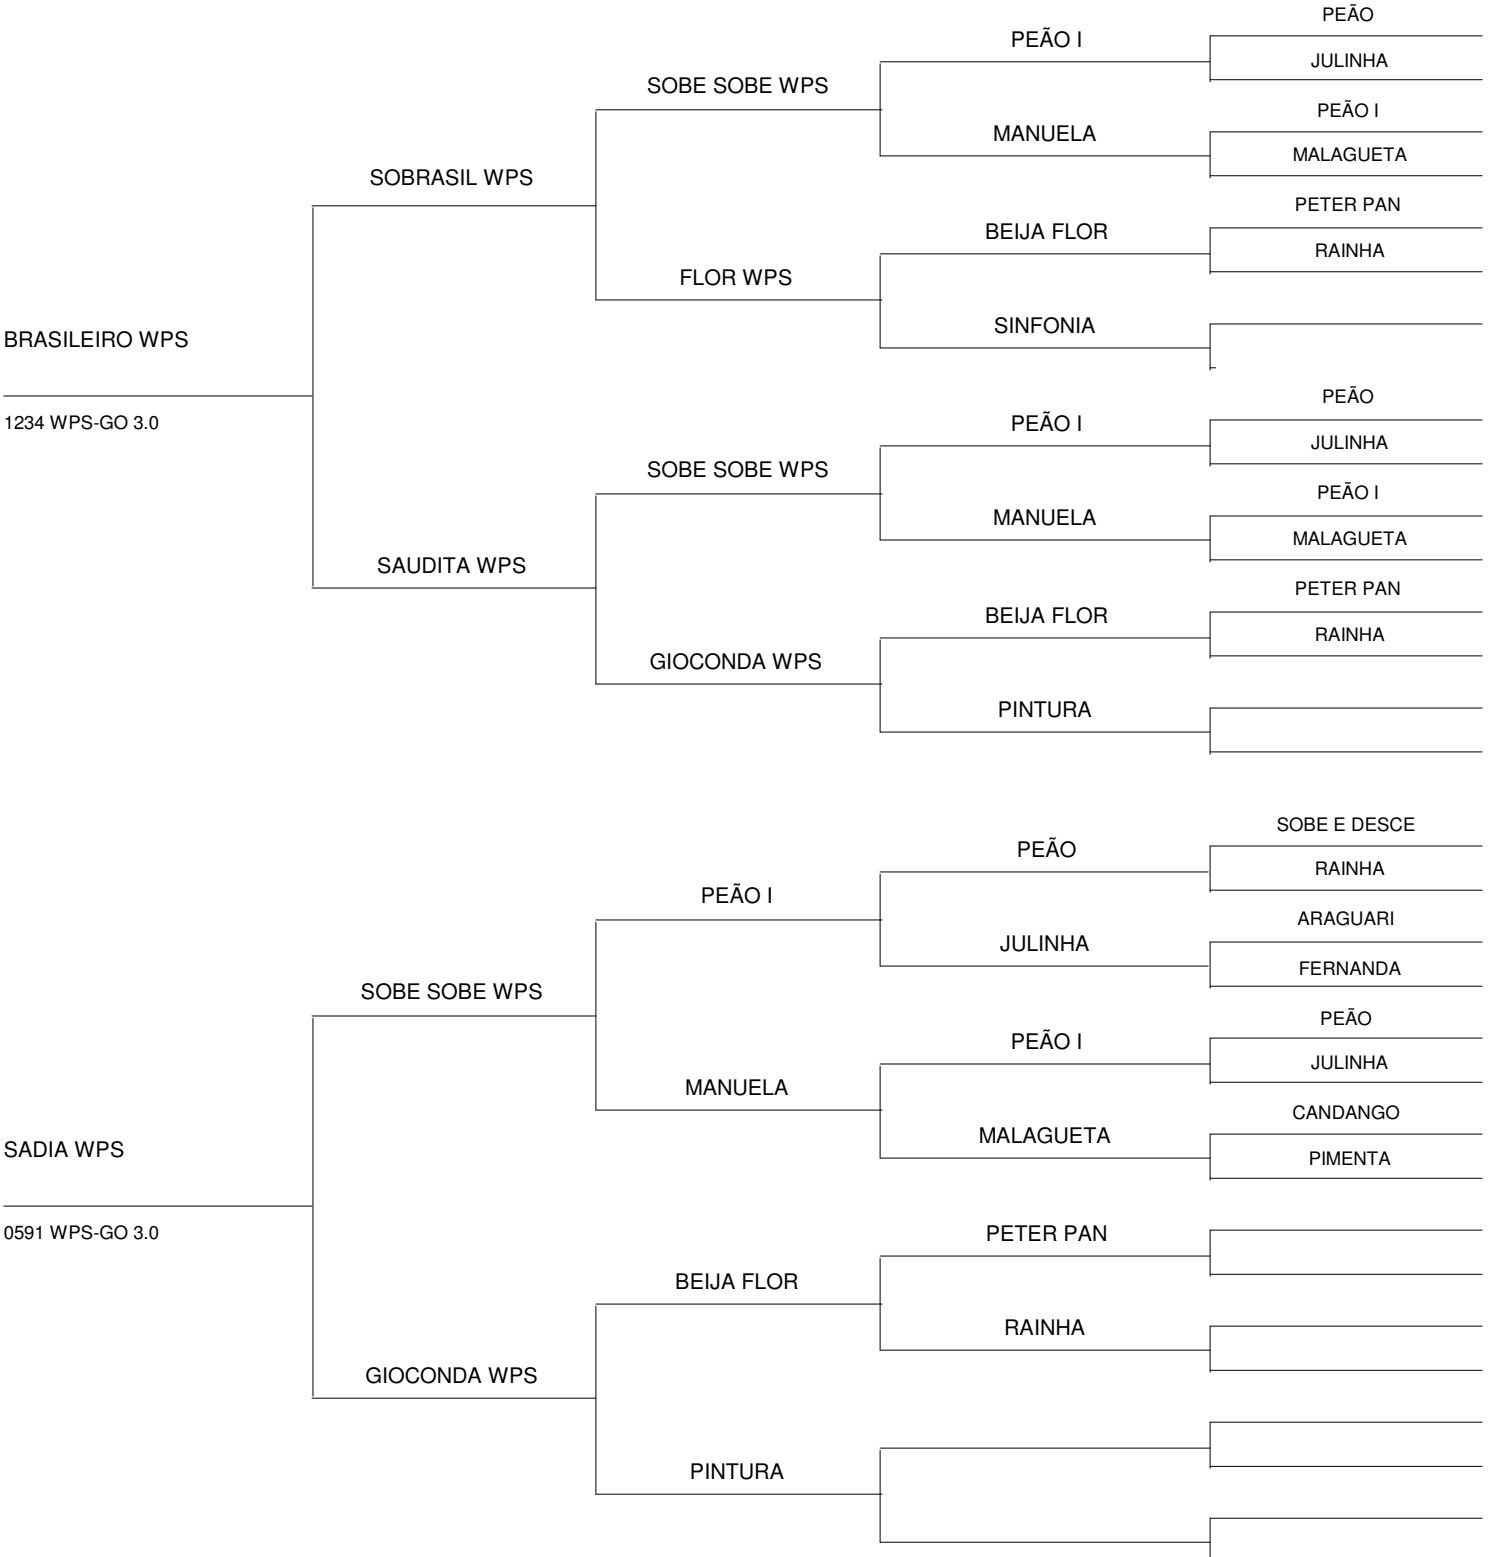 PEÃO
PEÃO I
JULINHA
SOBE SOBE WPS
PEÃO I
MANUELA
MALAGUETA
SOBRASIL WPS
PETER PAN
BEIJA FLOR
RAINHA
FLOR WPS
SINFONIA
BRASILEIRO WPS
1234 WPS-GO 3.0
PEÃO
PEÃO I
JULINHA
SOBE SOBE WPS
PEÃO I
MANUELA
MALAGUETA
SAUDITA WPS
PETER PAN
BEIJA FLOR
RAINHA
GIOCONDA WPS
PINTURA
SOBE E DESCE
PEÃO
RAINHA
PEÃO I
ARAGUARI
JULINHA
FERNANDA
SOBE SOBE WPS
PEÃO
PEÃO I
JULINHA
MANUELA
CANDANGO
MALAGUETA
PIMENTA
SADIA WPS
0591 WPS-GO 3.0
PETER PAN
BEIJA FLOR
RAINHA
GIOCONDA WPS
PINTURA